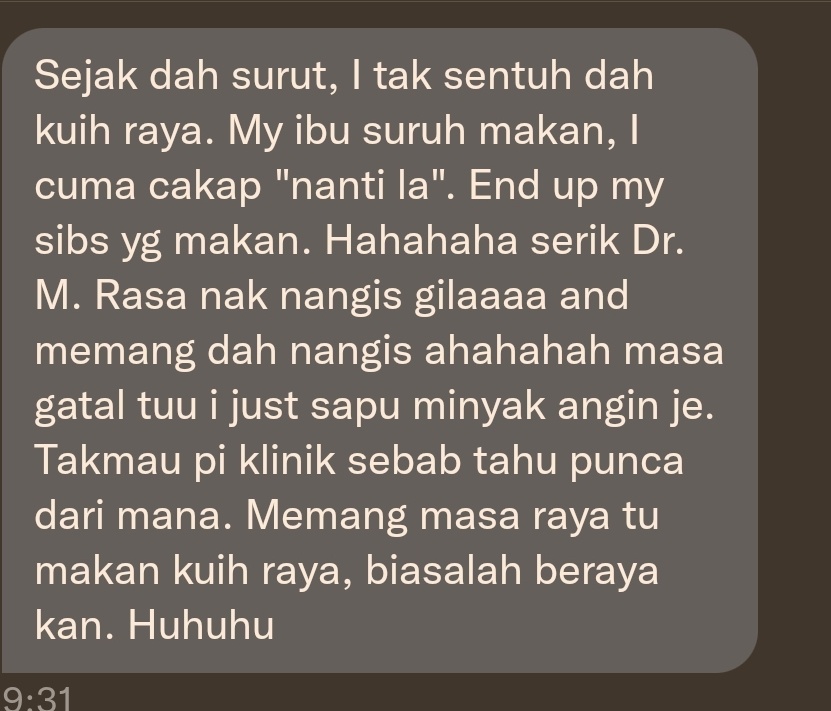 Sejak dah surut, I tak sentuh dah
kuih raya. My ibu suruh makan, I
cuma cakap "nanti la". End up my
sibs yg makan. Hahahaha serik Dr.
M. Rasa nak nangis gilaaaa and
memang dah nangis ahahahah masa
gatal tuu i just sapu minyak angin je.
Takmau pi klinik sebab tahu punca
dari mana. Memang masa raya tu
makan kuih raya, biasalah beraya
kan. Huhuhu
9:31